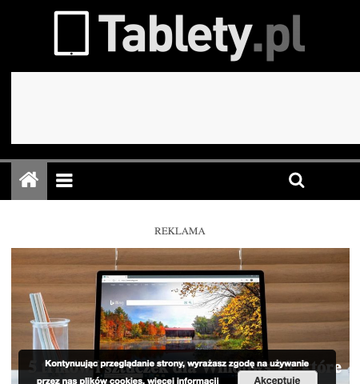 Tablety.pl
REKLAMA
Kontynuując przeglądanie strony, wyrażasz zgodę na używanie
przez nas plików cookies.
więcej informacji
Akceptuję